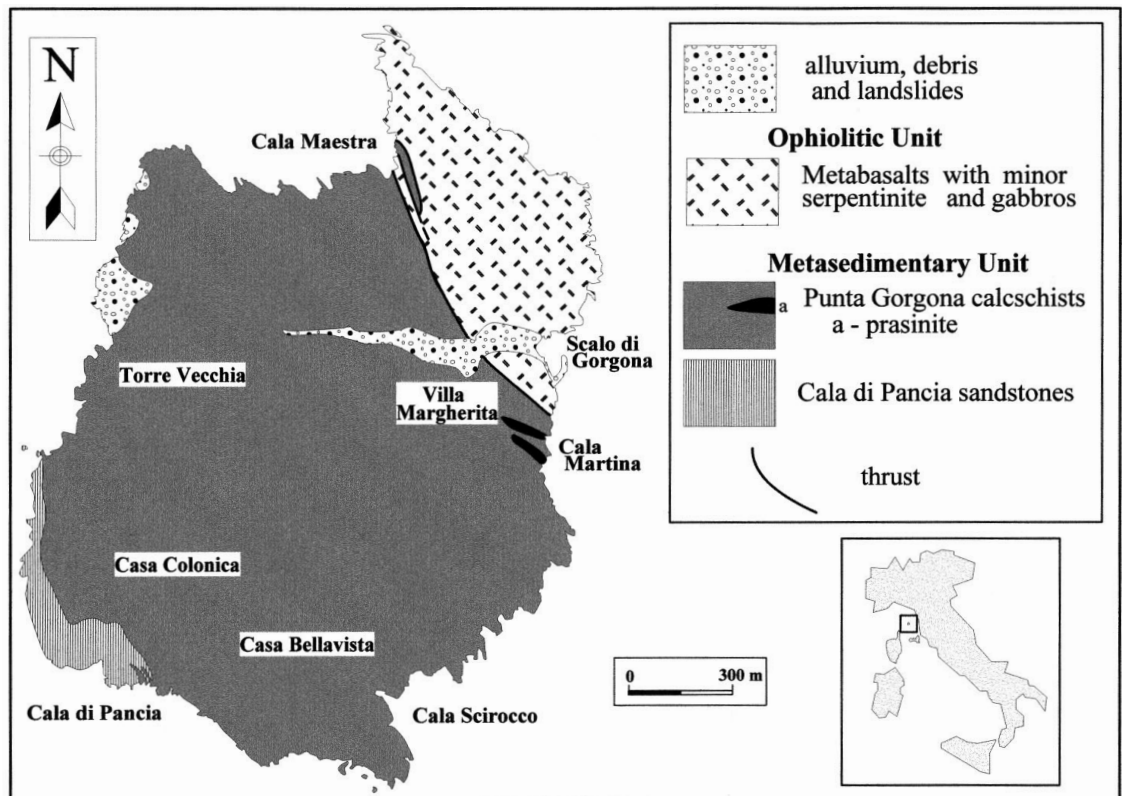 N
Cala Maestra
Torre Vecchia
Scalo di
Gorgona
Villa
Margherita
Cala
Martina
Casa Colonica
Casa Bellavista
Cala di Pancia
Cala Scirocco
0 300 m
alluvium, debris
and landslides
Ophiolitic Unit
Metabasalts with minor
serpentinite and gabbros
Metasedimentary Unit
a Punta Gorgona calcschists
a - prasinite
Cala di Pancia sandstones
thrust